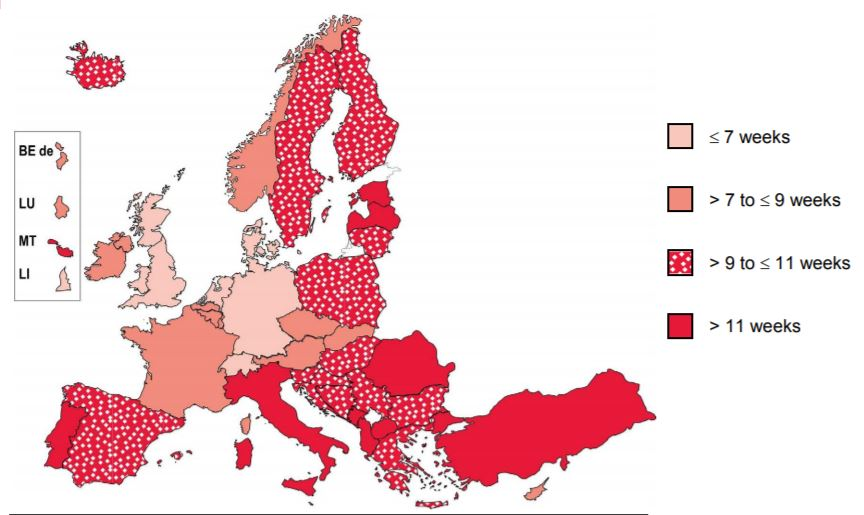 BE de
LU
MT
LI
≤ 7 weeks
> 7 to ≤ 9 weeks
> 9 to ≤ 11 weeks
> 11 weeks